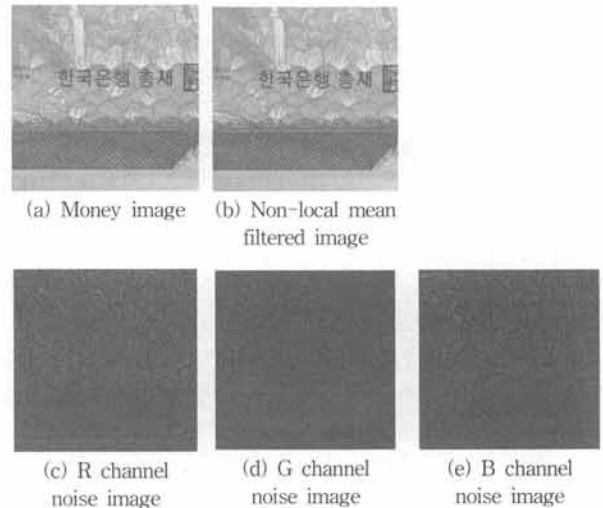 한국은행 총재
한국은행 총재
(a) Money image
(b) Non-local mean
filtered image
(c) R channel
noise image
(d) G channel
noise image
(e) B channel
noise image